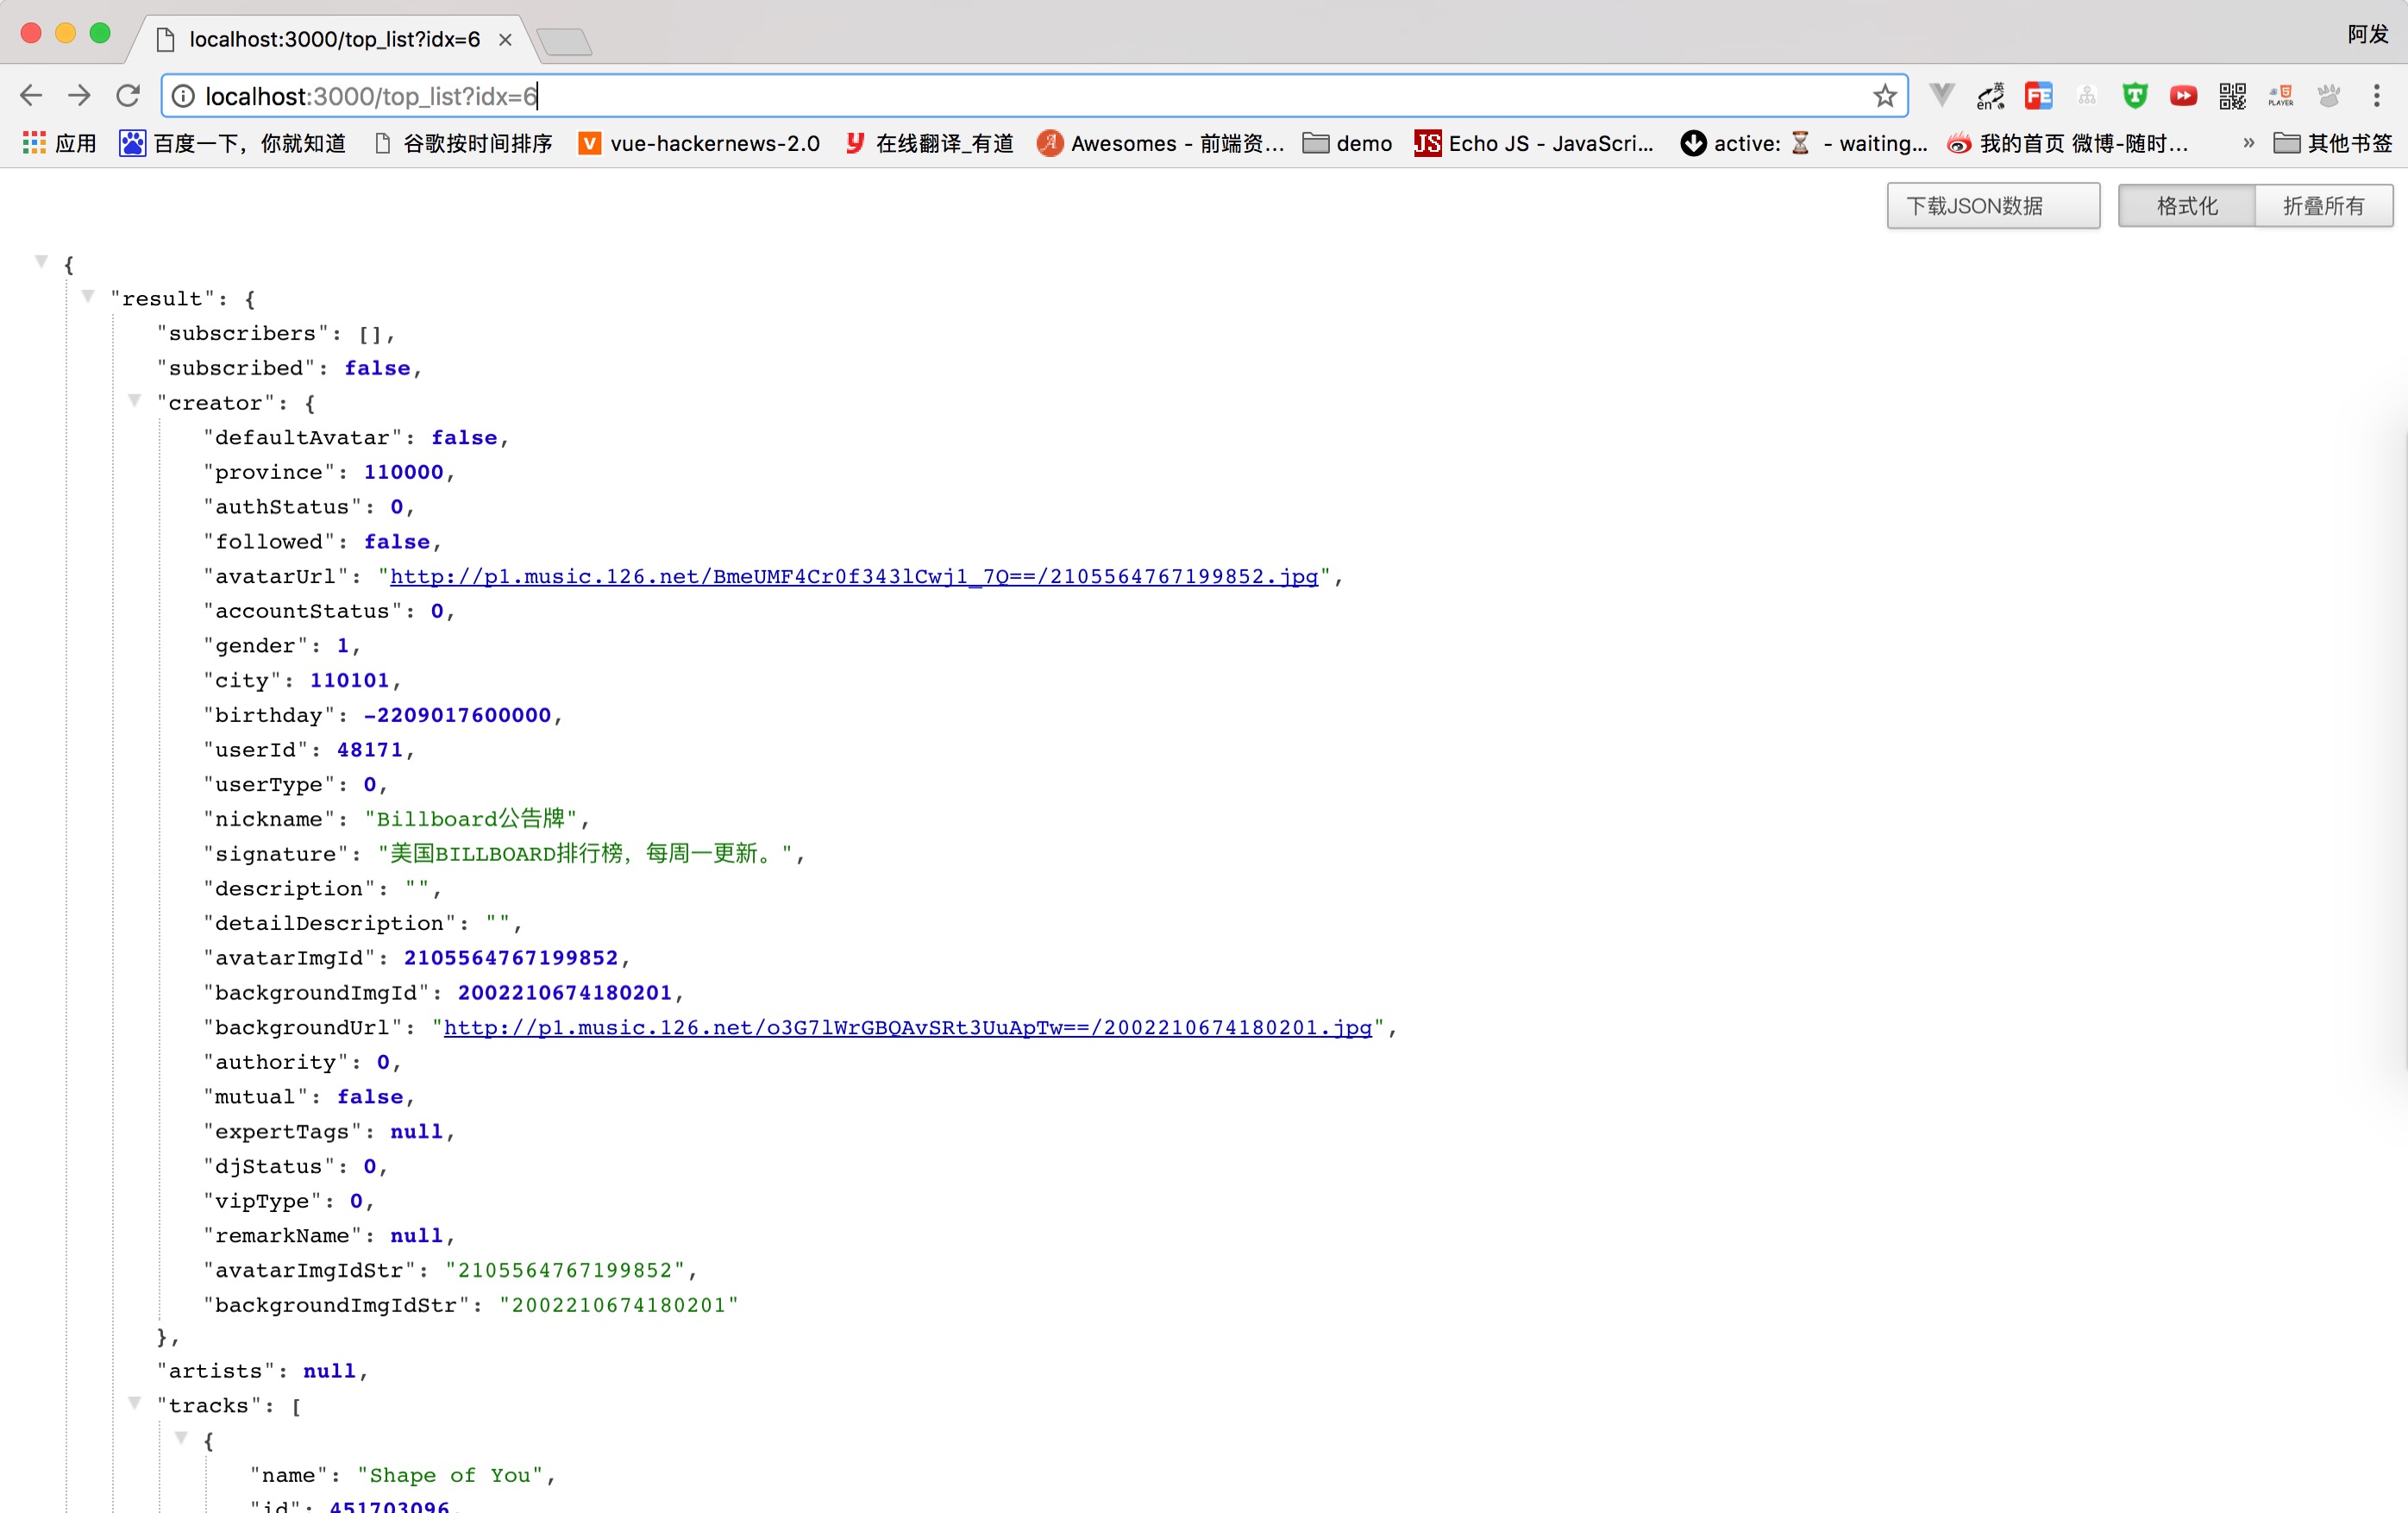 localhost:3000/top_list?idx=6
阿发
localhost:3000/top_list?idx=6
英 en FE T PLAYER
应用 百度一下，你就知道 谷歌按时间排序 V vue-hackernews-2.0 y 在线翻译_有道 A Awesomes - 前端资... demo JS Echo JS - JavaScri... active: ⏳ - waiting... 我的首页 微博-随时... » 其他书签
下载JSON数据 格式化 折叠所有
{
"result": {
"subscribers": [],
"subscribed": false,
"creator": {
"defaultAvatar": false,
"province": 110000,
"authStatus": 0,
"followed": false,
"avatarUrl": "http://p1.music.126.net/BmeUMF4Cr0f343lCwj1_7Q==/2105564767199852.jpg",
"accountStatus": 0,
"gender": 1,
"city": 110101,
"birthday": -2209017600000,
"userId": 48171,
"userType": 0,
"nickname": "Billboard公告牌",
"signature": "美国BILLBOARD排行榜，每周一更新。",
"description": "",
"detailDescription": "",
"avatarImgId": 2105564767199852,
"backgroundImgId": 2002210674180201,
"backgroundUrl": "http://p1.music.126.net/o3G7lWrGBQAvSRt3UuApTw==/2002210674180201.jpg",
"authority": 0,
"mutual": false,
"expertTags": null,
"djStatus": 0,
"vipType": 0,
"remarkName": null,
"avatarImgIdStr": "2105564767199852",
"backgroundImgIdStr": "2002210674180201"
},
"artists": null,
"tracks": [
{
"name": "Shape of You",
"id": 451703096,